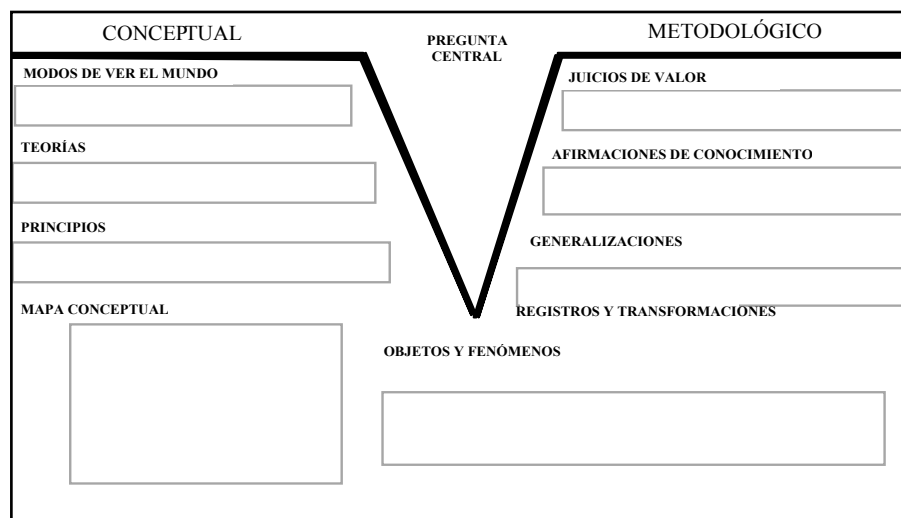 CONCEPTUAL
PREGUNTA
CENTRAL
METODOLÓGICO
MODOS DE VER EL MUNDO
TEORÍAS
PRINCIPIOS
MAPA CONCEPTUAL
JUICIOS DE VALOR
AFIRMACIONES DE CONOCIMIENTO
GENERALIZACIONES
REGISTROS Y TRANSFORMACIONES
OBJETOS Y FENÓMENOS